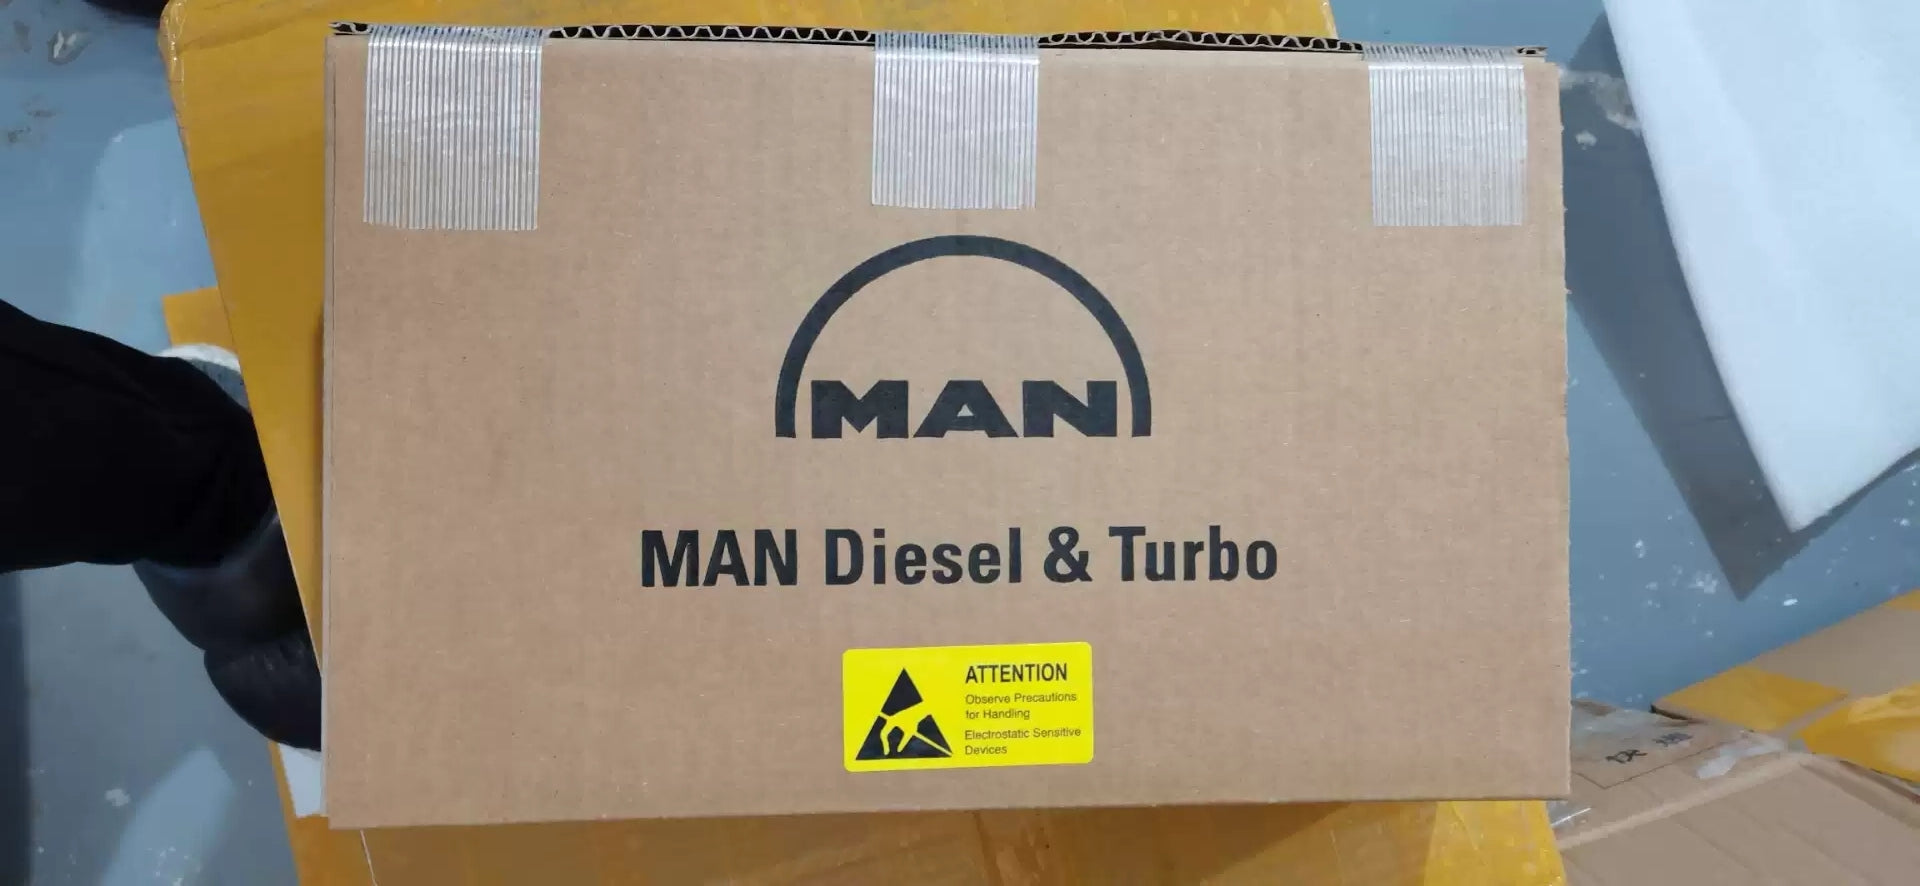 MAN
MAN Diesel & Turbo
ATTENTION
Observe Precautions
for Handling
Electrostatic Sensitive
Devices